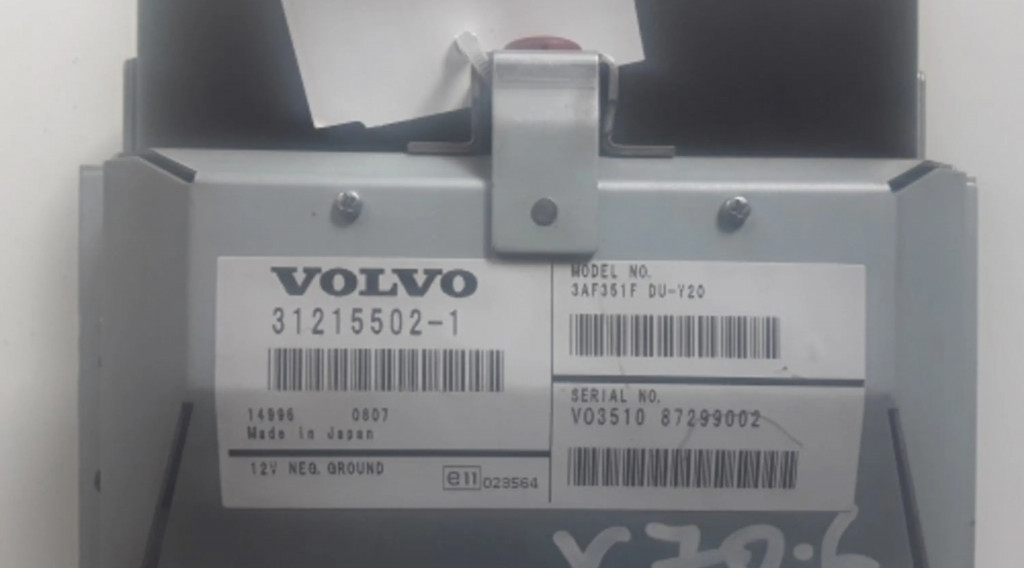 VOLVO
31215502-1
14996 0807
Made in Japan
12V NEG. GROUND
e11 023564
MODEL NO.
3AF351F DU-Y20
SERIAL NO.
VO3510 87299002